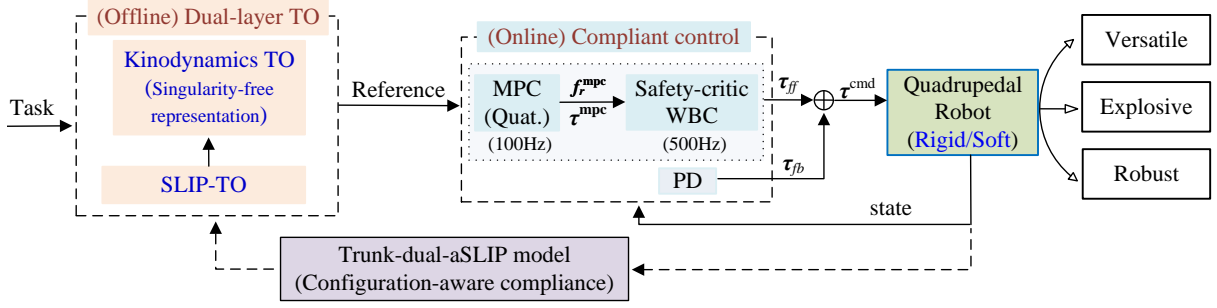 Task
(Offline) Dual-layer TO
Kinodynamics TO
(Singularity-free
representation)
SLIP-TO
Reference
(Online) Compliant control
MPC
(Quat.)
(100Hz)
f_r^mpc
τ^mpc
Safety-critic
WBC
(500Hz)
PD
τ_ff
τ_fb
τ^cmd
Quadrupedal
Robot
(Rigid/Soft)
Versatile
Explosive
Robust
state
Trunk-dual-aSLIP model
(Configuration-aware compliance)